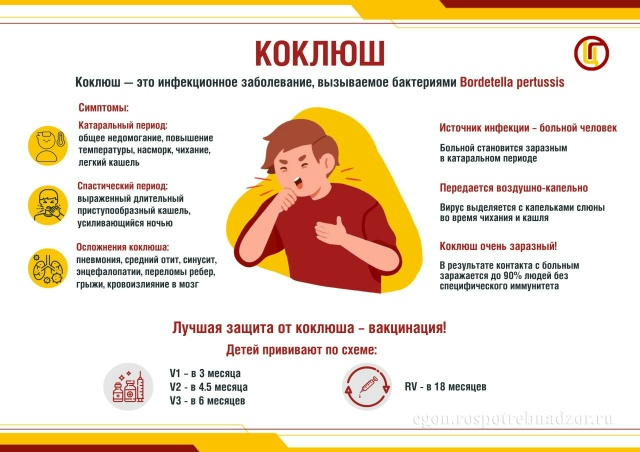 КОКЛЮШ
Коклюш — это инфекционное заболевание, вызываемое бактериями Bordetella pertussis
Симптомы:
Катаральный период:
общее недомогание, повышение
температуры, насморк, чихание,
легкий кашель
Спастический период:
выраженный длительный
приступообразный кашель,
усиливающийся ночью
Осложнения коклюша:
пневмония, средний отит, синусит,
энцефалопатии, переломы ребер,
грыжи, кровоизлияние в мозг
Источник инфекции – больной человек
Больной становится заразным
в катаральном периоде
Передается воздушно-капельно
Вирус выделяется с капельками слюны
во время чихания и кашля
Коклюш очень заразный!
В результате контакта с больным
заражается до 90% людей без
специфического иммунитета
Лучшая защита от коклюша – вакцинация!
Детей прививают по схеме:
V1 - в 3 месяца
V2 - в 4.5 месяца
V3 - в 6 месяцев
RV - в 18 месяцев
cgon.rospotrebnadzor.ru